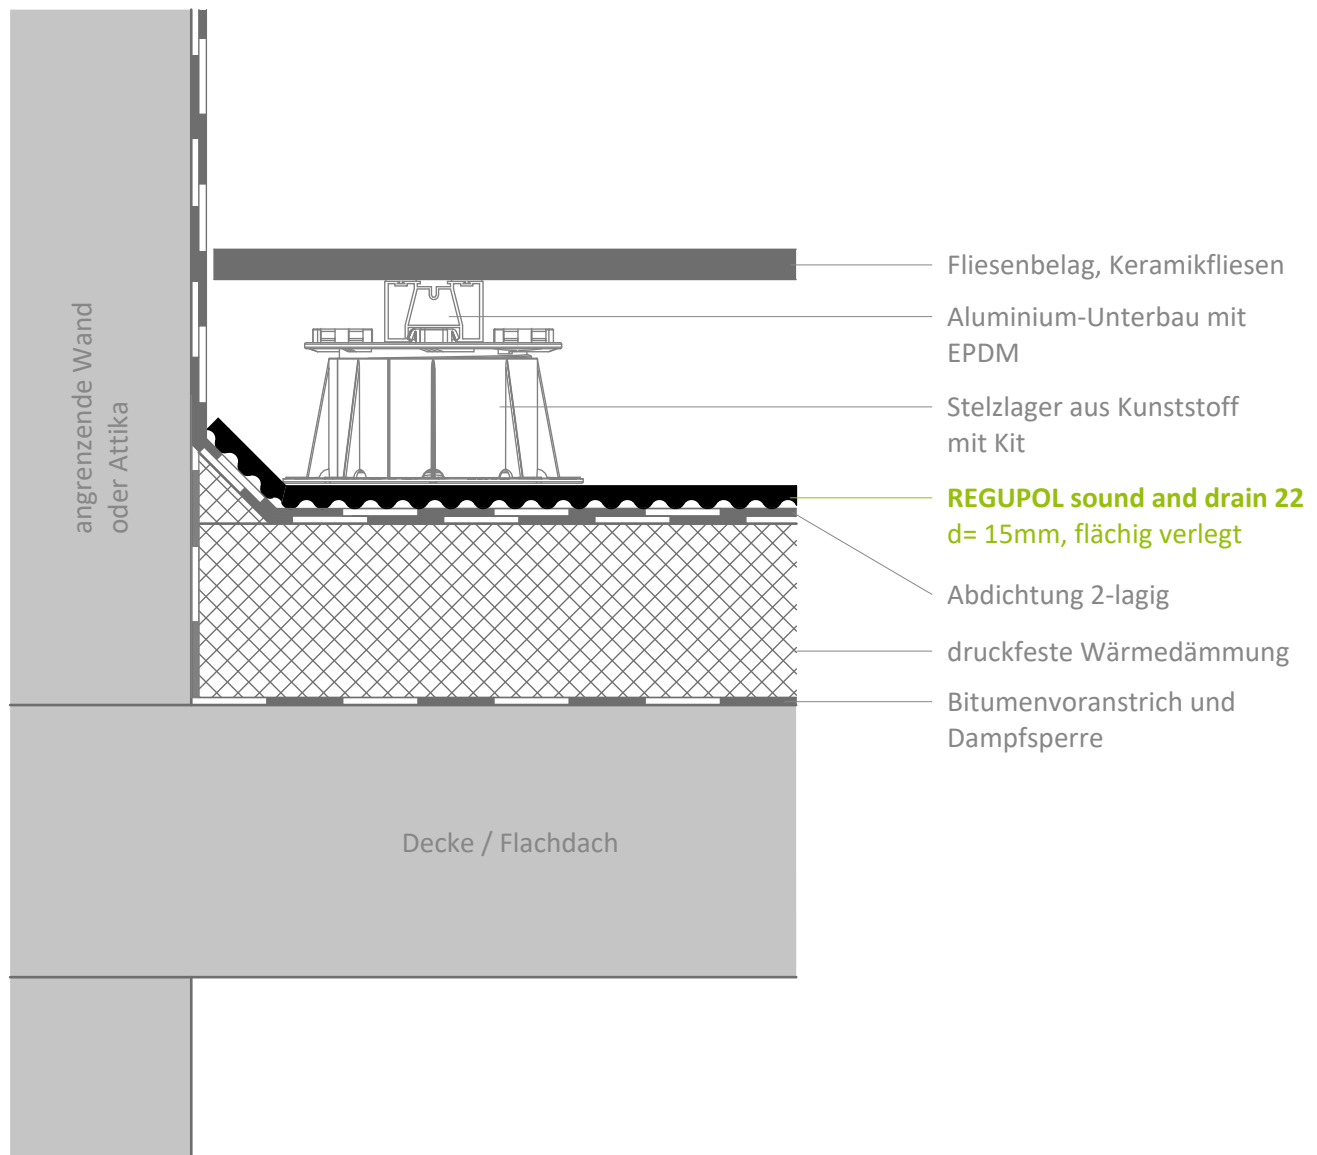 angrenzende Wand
oder Attika
Fliesenbelag, Keramikfliesen
Aluminium-Unterbau mit
EPDM
Stelzlager aus Kunststoff
mit Kit
REGUPOL sound and drain 22
d= 15mm, flächig verlegt
Abdichtung 2-lagig
druckfeste Wärmedämmung
Bitumenvoranstrich und
Dampfsperre
Decke / Flachdach